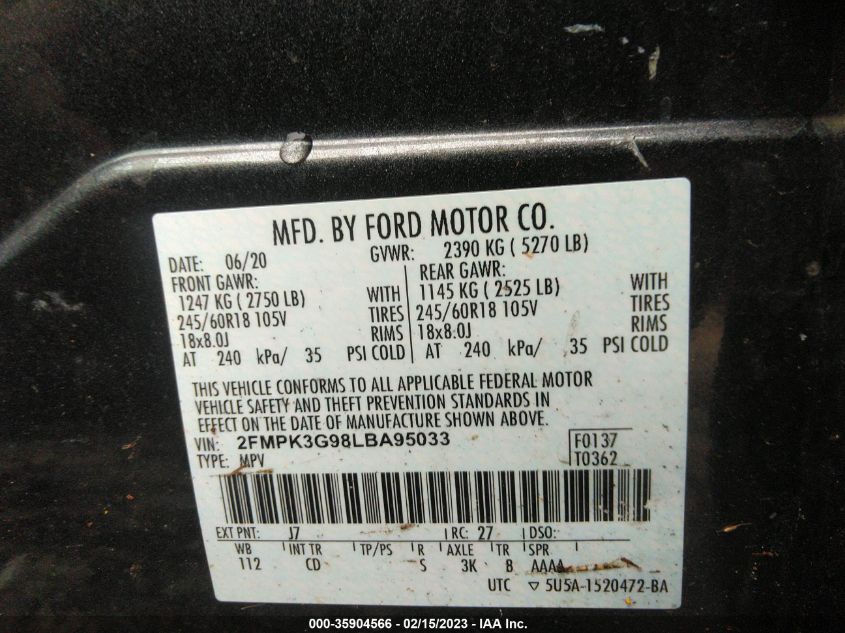 MFD. BY FORD MOTOR CO.
DATE: 06/20 GVWR: 2390 KG ( 5270 LB)
FRONT GAWR: REAR GAWR:
1247 KG ( 2750 LB) WITH 1145 KG ( 2525 LB) WITH
245/60R18 105V TIRES 245/60R18 105V TIRES
18x8.0J RIMS 18x8.0J RIMS
AT 240 kPa/ 35 PSI COLD AT 240 kPa/ 35 PSI COLD
THIS VEHICLE CONFORMS TO ALL APPLICABLE FEDERAL MOTOR
VEHICLE SAFETY AND THEFT PREVENTION STANDARDS IN
EFFECT ON THE DATE OF MANUFACTURE SHOWN ABOVE.
VIN: 2FMPK3G98LBA95033 F0137
TYPE: MPV T0362
EXT PNT: J7 RC: 27 DSO:
WB INT TR TP/PS R AXLE TR SPR
112 CD S 3K B AAAA
UTC ▽ 5U5A-1520472-BA
000-35904566 - 02/15/2023 - IAA Inc.